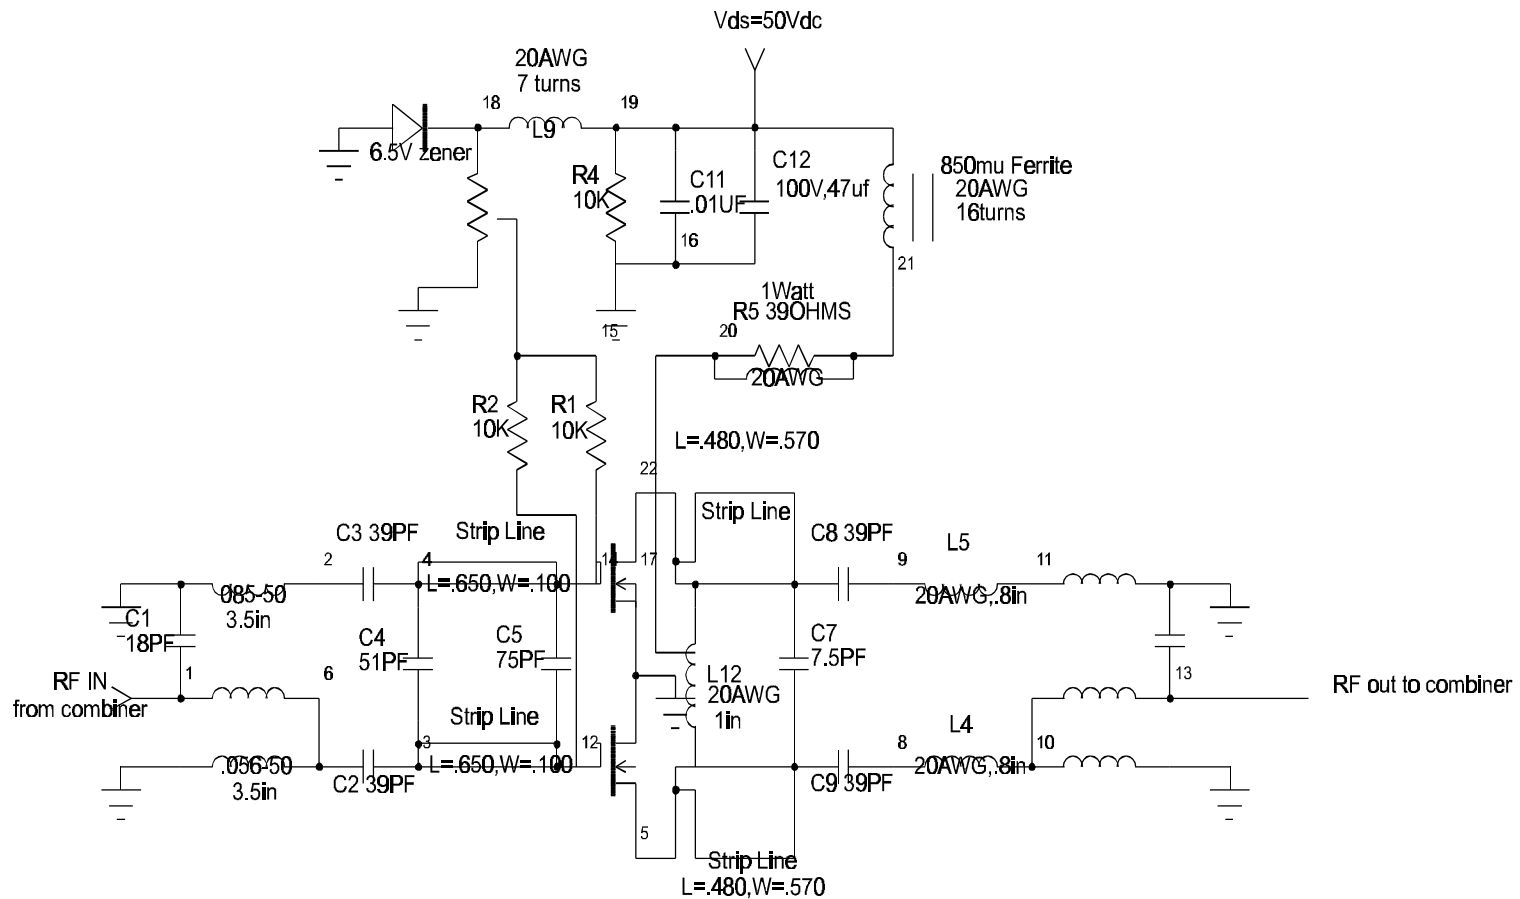 Vds=50Vdc
20AWG
7 turns
18
19
L9
6.5V zener
R4
10K
C11
.01UF
C12
100V,47uf
850mu Ferrite
20AWG
16turns
16
21
1Watt
R5 39OHMS
15
20
20AWG
R2
10K
R1
10K
L=.480,W=.570
22
Strip Line
C3 39PF
Strip Line
C8 39PF
L5
2
4
14
17
9
11
.085-50
3.5in
L=.650,W=.100
20AWG,.8in
C1
18PF
C4
51PF
C5
75PF
C7
7.5PF
1
6
L12
20AWG
1in
13
RF IN
from combiner
RF out to combiner
Strip Line
L4
3
12
8
10
.056-50
3.5in
C2 39PF
L=.650,W=.100
C9 39PF
20AWG,.8in
5
Strip Line
L=.480,W=.570